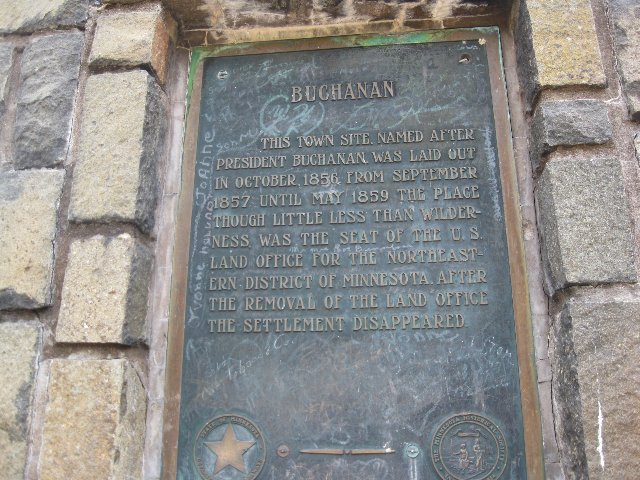 BUCHANAN
THIS TOWN SITE, NAMED AFTER
PRESIDENT BUCHANAN, WAS LAID OUT
IN OCTOBER, 1856. FROM SEPTEMBER
1857 UNTIL MAY 1859 THE PLACE
THOUGH LITTLE LESS THAN WILDER-
NESS, WAS THE SEAT OF THE U. S.
LAND OFFICE FOR THE NORTHEAST-
ERN DISTRICT OF MINNESOTA. AFTER
THE REMOVAL OF THE LAND OFFICE
THE SETTLEMENT DISAPPEARED.